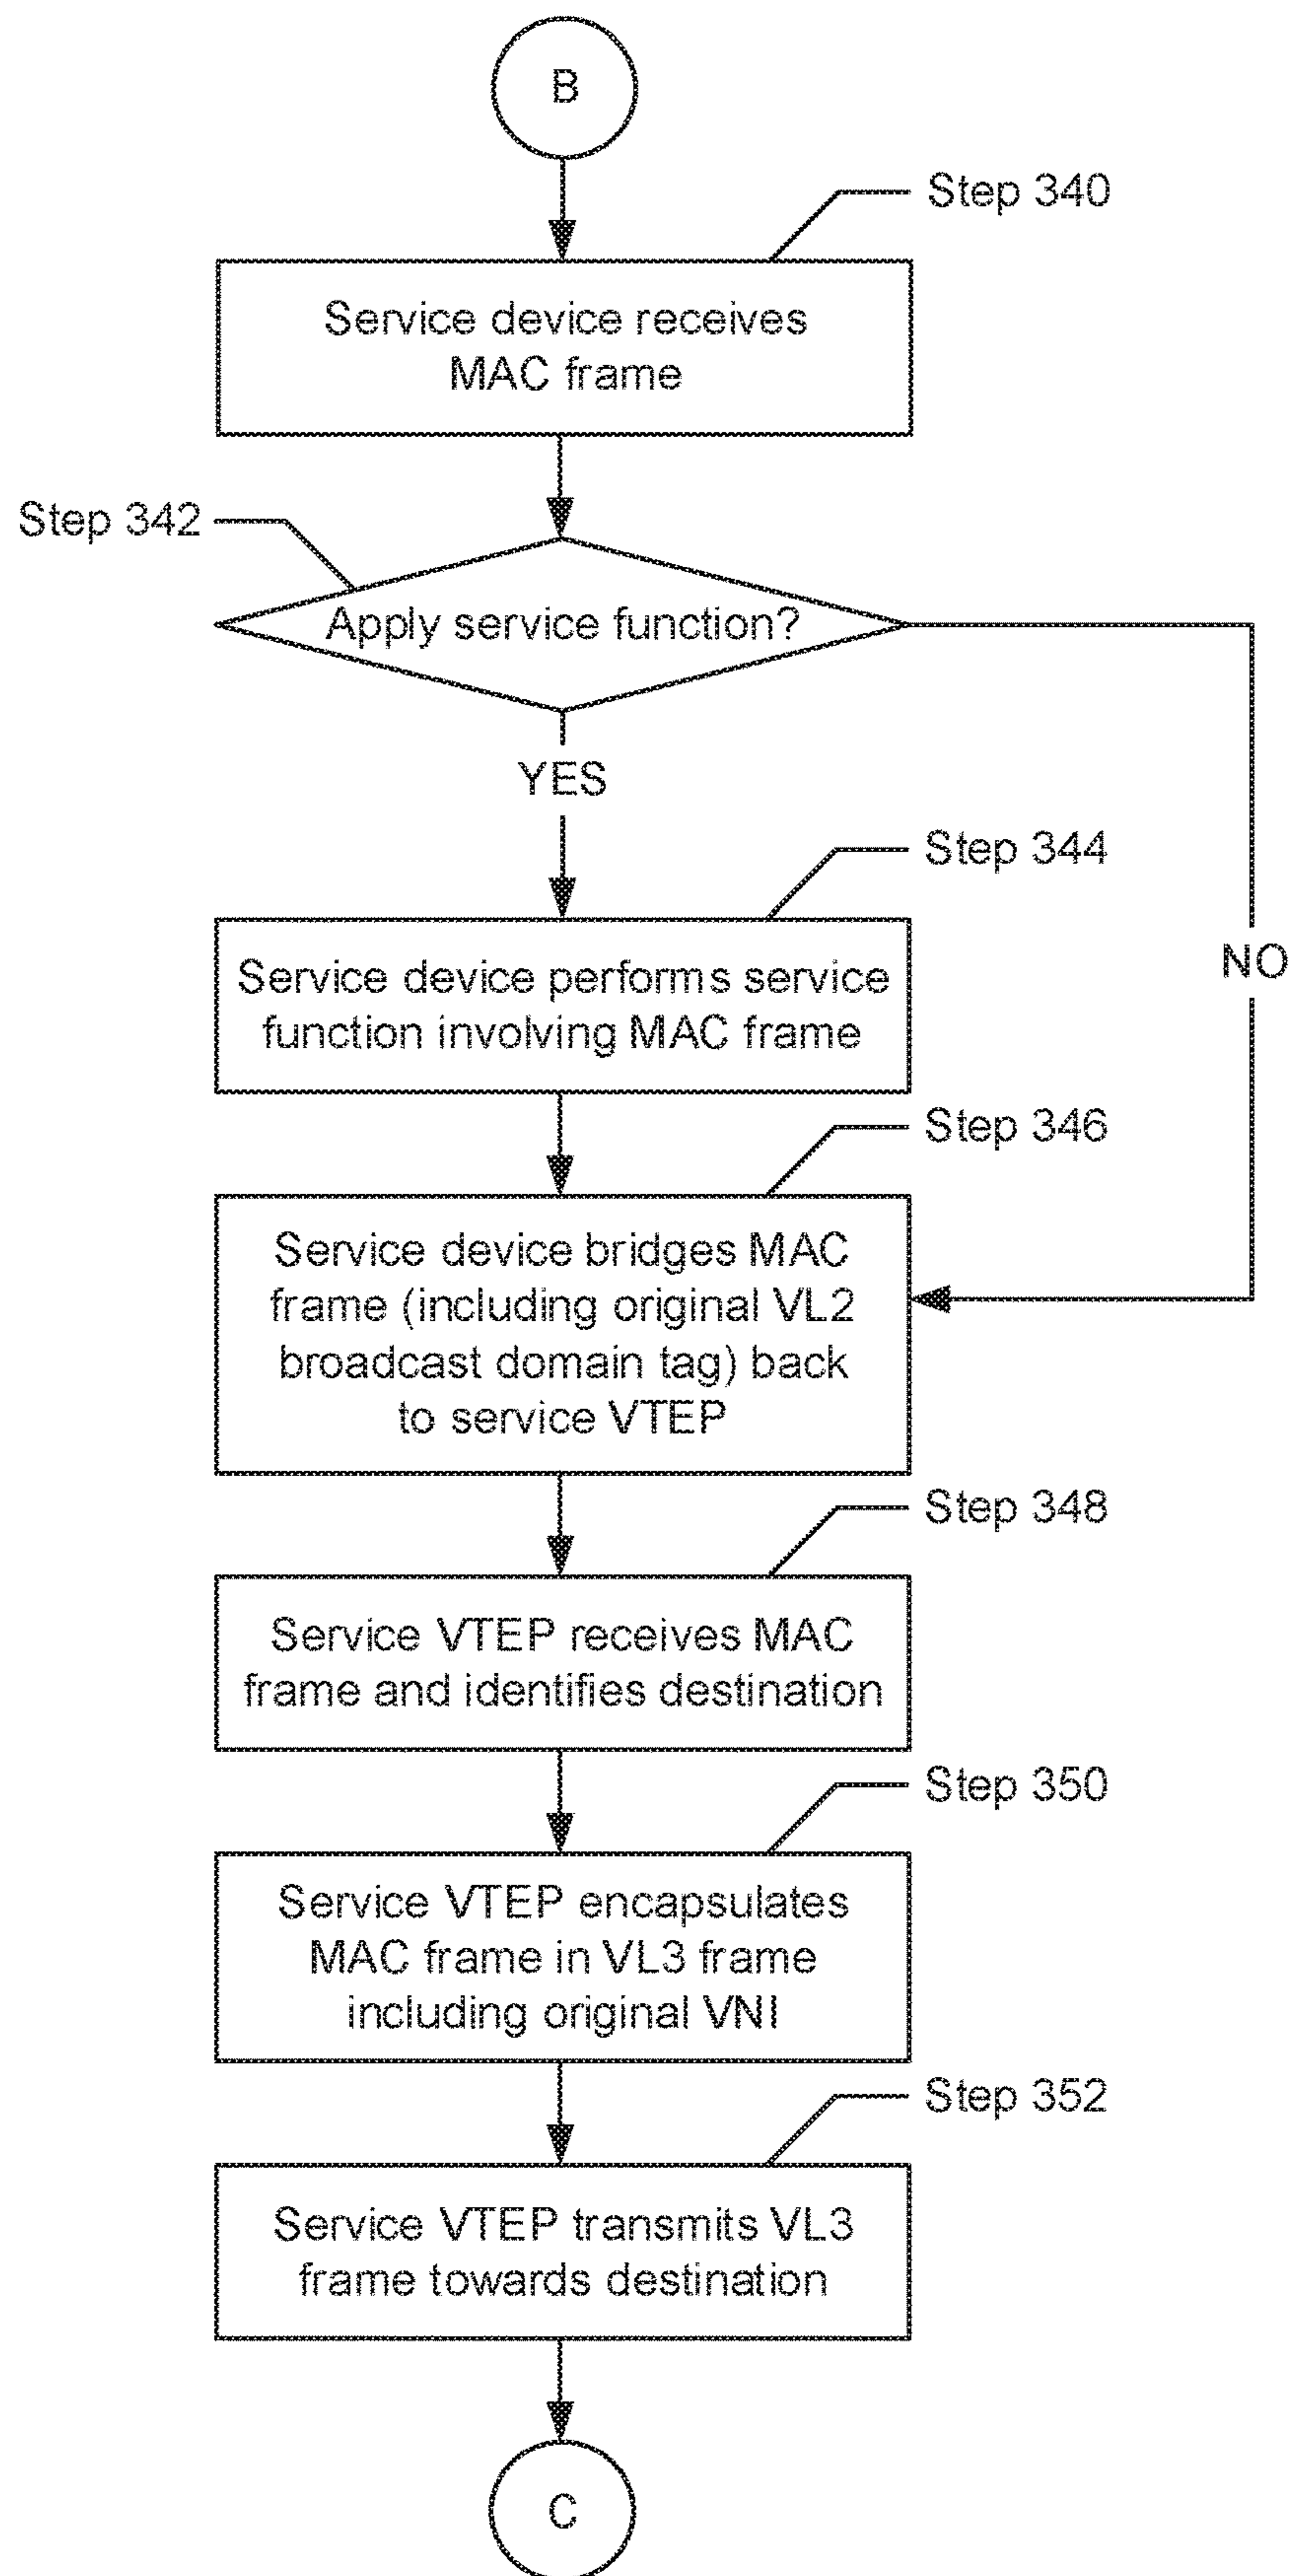 B
Step 340
Service device receives
MAC frame
Step 342
Apply service function?
YES
Step 344
Service device performs service
function involving MAC frame
NO
Step 346
Service device bridges MAC
frame (including original VL2
broadcast domain tag) back
to service VTEP
Step 348
Service VTEP receives MAC
frame and identifies destination
Step 350
Service VTEP encapsulates
MAC frame in VL3 frame
including original VNI
Step 352
Service VTEP transmits VL3
frame towards destination
C